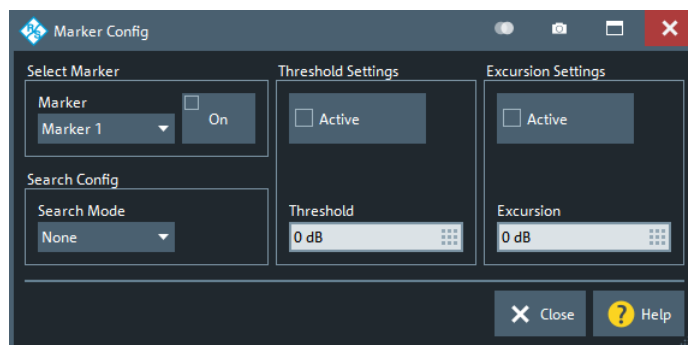 R&S Marker Config
Select Marker
Marker
Marker 1
On
Search Config
Search Mode
None
Threshold Settings
Active
Threshold
0 dB
Excursion Settings
Active
Excursion
0 dB
Close
Help